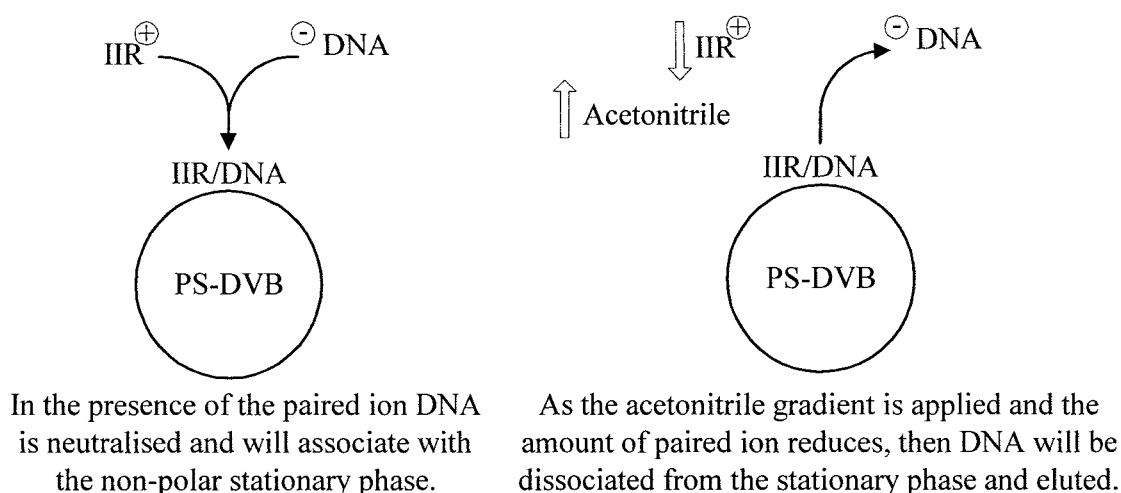 IIR⊕
⊖ DNA
IIR/DNA
PS-DVB
In the presence of the paired ion DNA
is neutralised and will associate with
the non-polar stationary phase.
IIR⊕
⊖ DNA
Acetonitrile
IIR/DNA
PS-DVB
As the acetonitrile gradient is applied and the
amount of paired ion reduces, then DNA will be
dissociated from the stationary phase and eluted.